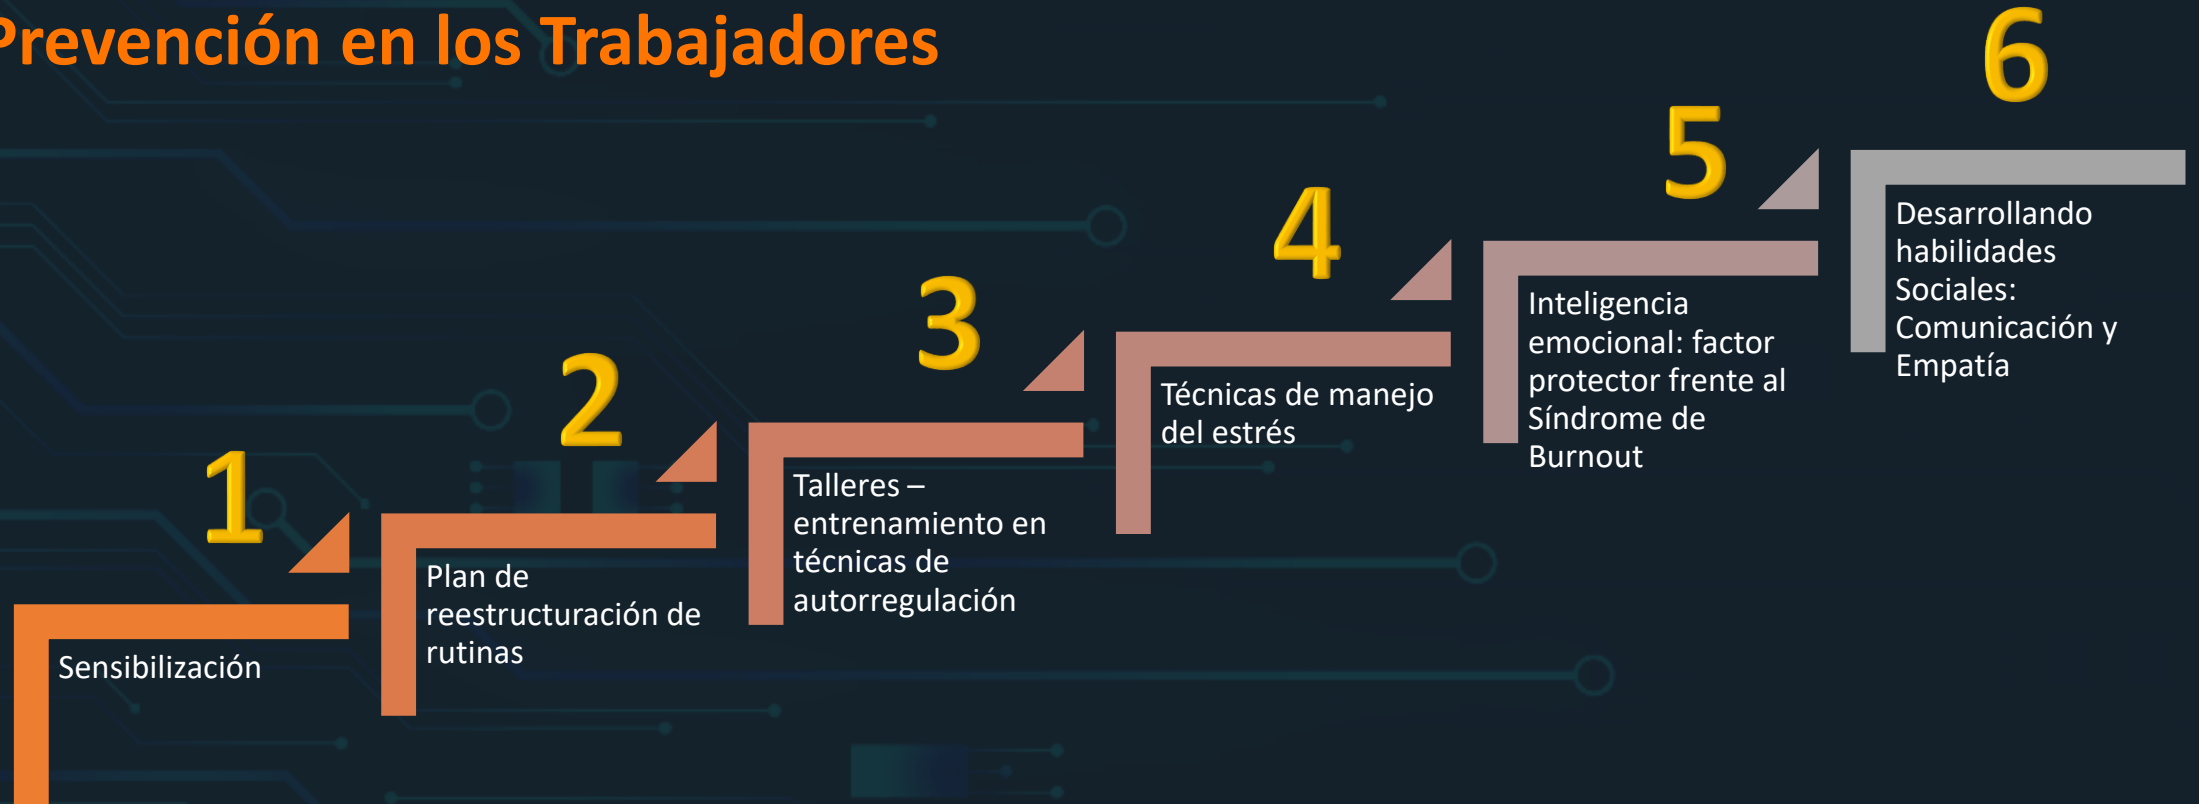 Prevención en los Trabajadores
1
Sensibilización
2
Plan de
reestructuración de
rutinas
3
Talleres –
entrenamiento en
técnicas de
autorregulación
4
Técnicas de manejo
del estrés
5
Inteligencia
emocional: factor
protector frente al
Síndrome de
Burnout
6
Desarrollando
habilidades
Sociales:
Comunicación y
Empatía